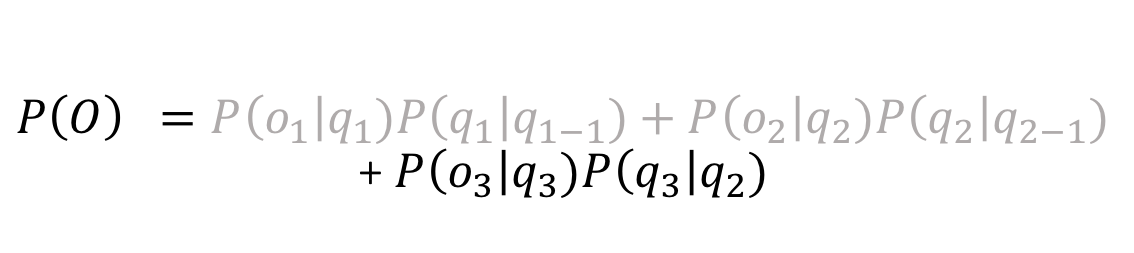 P(O) = P(o₁|q₁)P(q₁|q₁₋₁) + P(o₂|q₂)P(q₂|q₂₋₁)
+ P(o₃|q₃)P(q₃|q₂)